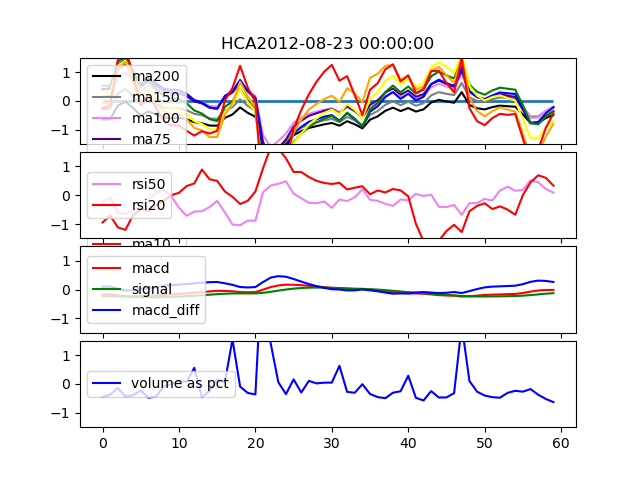 HCA2012-08-23 00:00:00
1
0
−1
ma200
ma150
ma100
ma75
1
0
−1
rsi50
rsi20
ma10
1
0
−1
macd
signal
macd_diff
1
0
−1
volume as pct
0 10 20 30 40 50 60